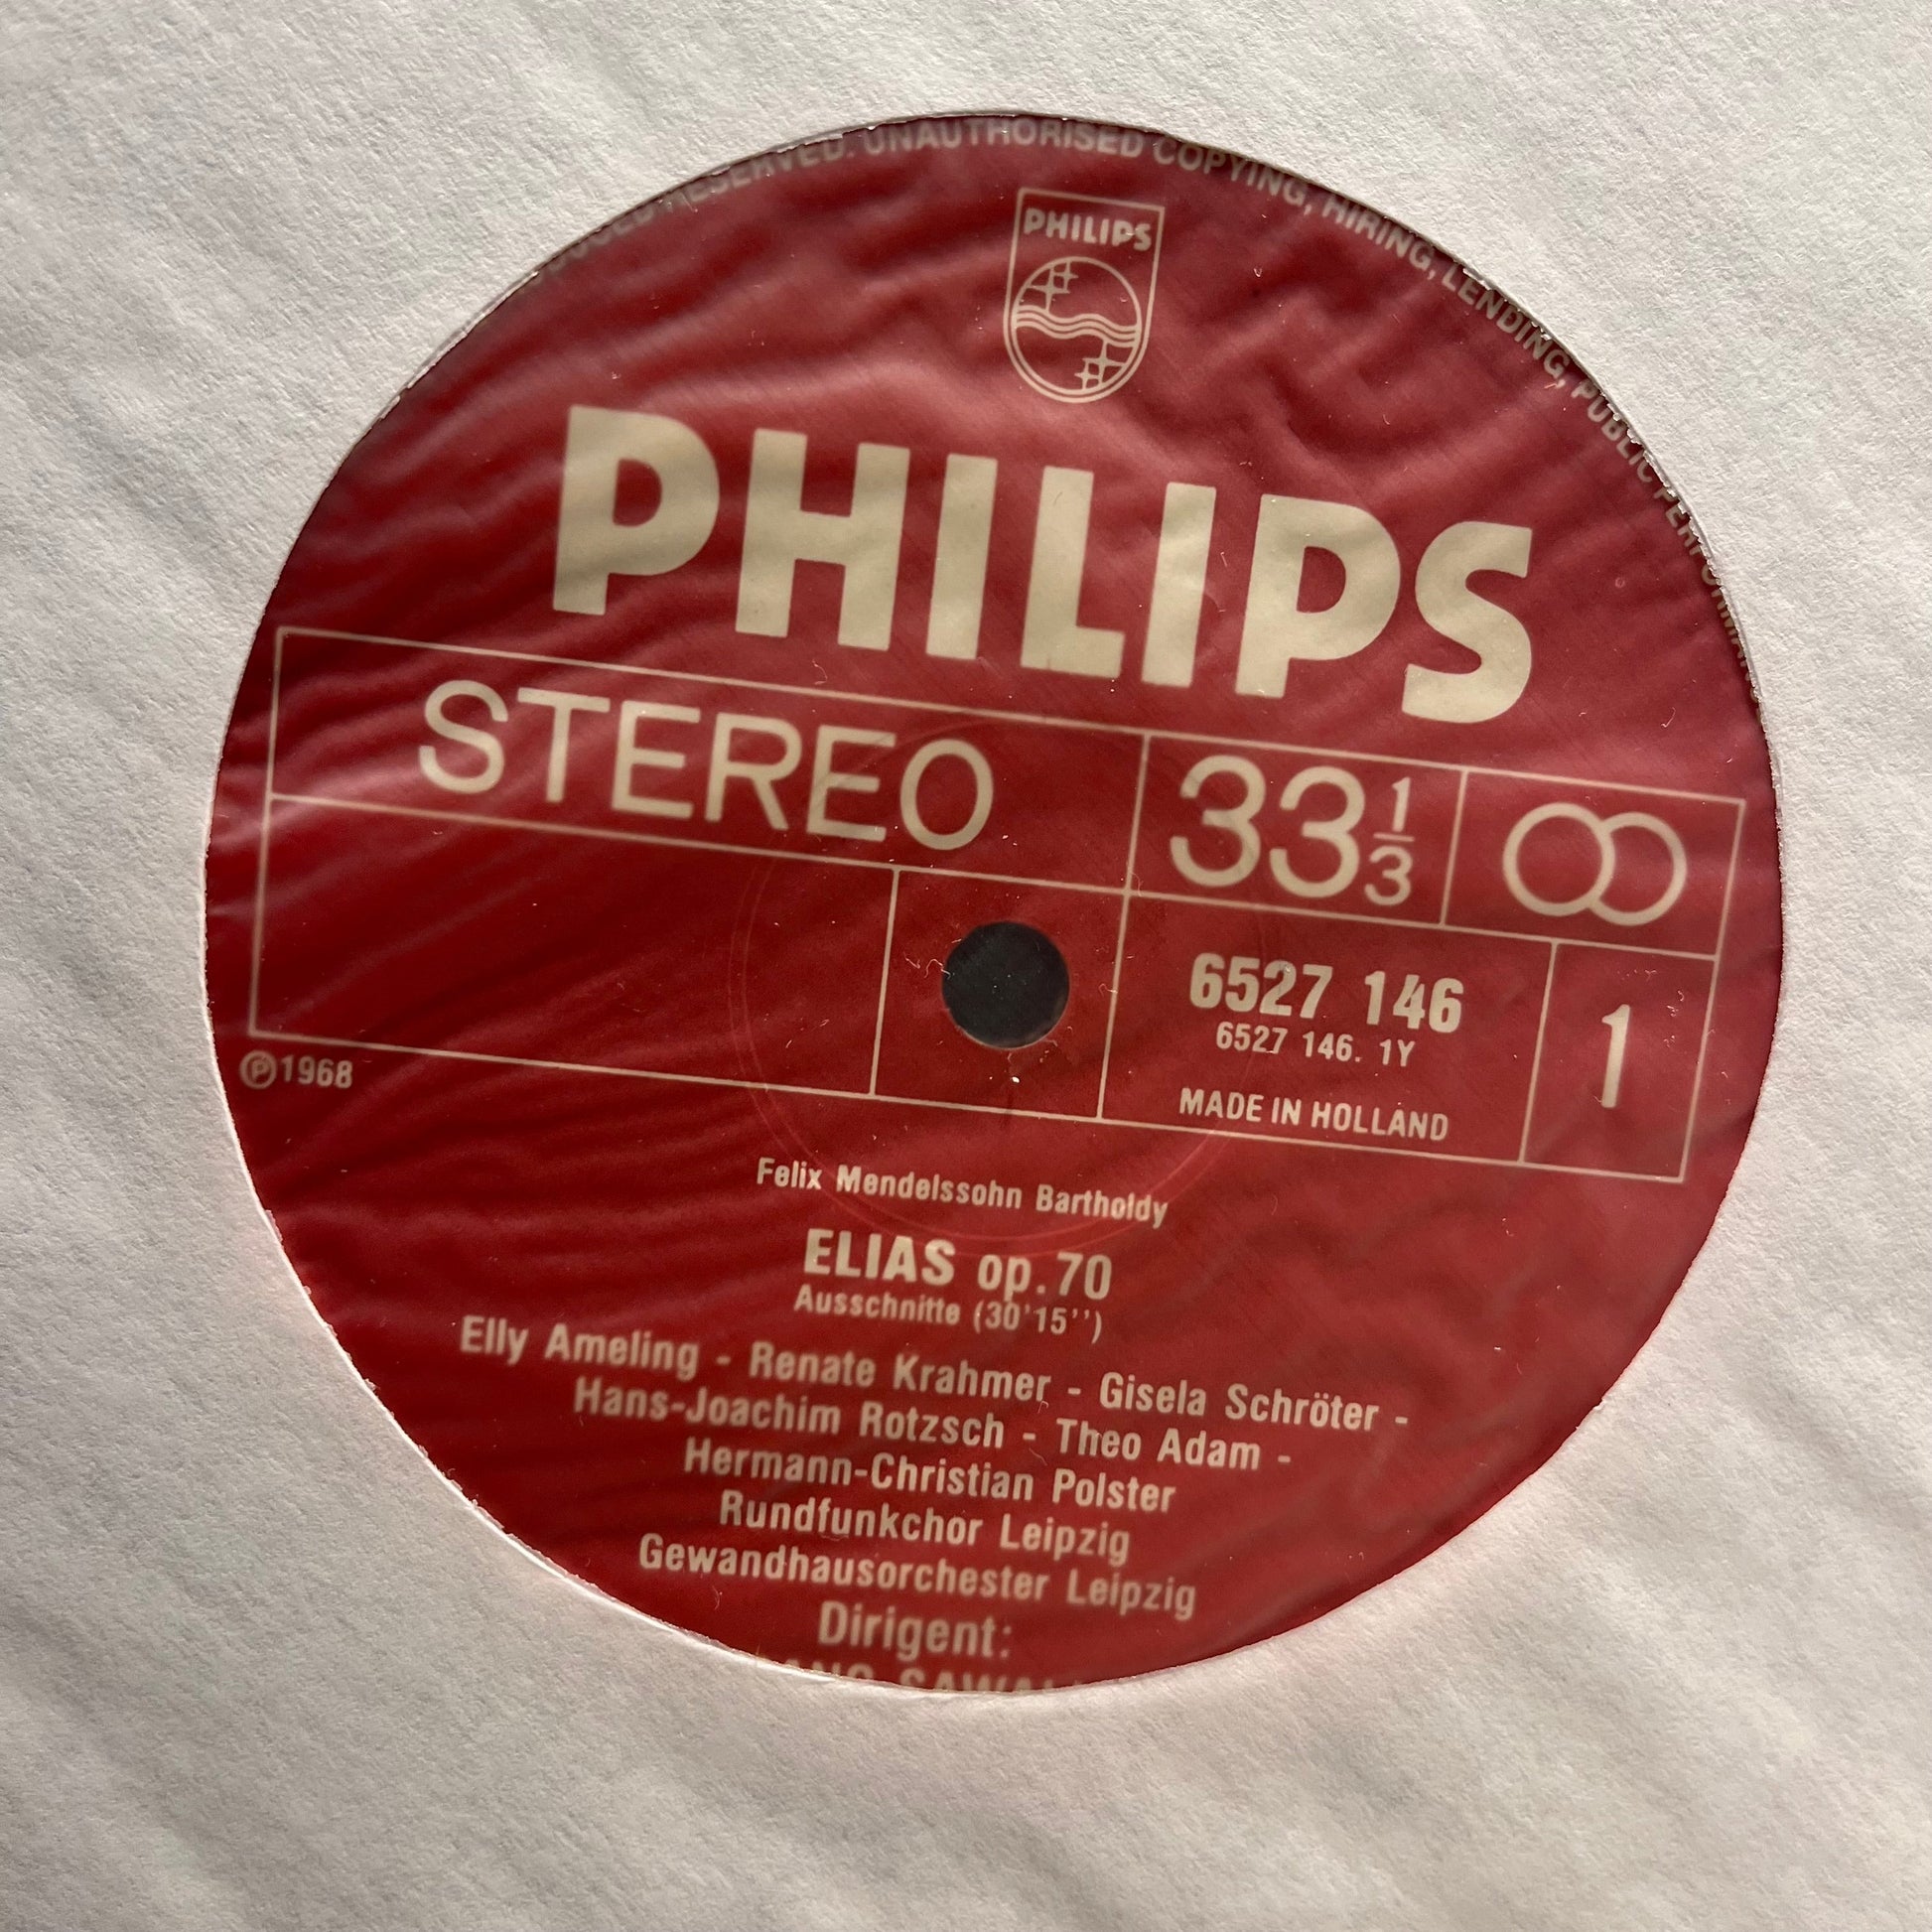 RESERVED. UNAUTHORISED COPYING, HIRING, LENDING, PUBLIC
PHILIPS
PHILIPS
STEREO
33 1/3
6527 146
6527 146. 1Y
MADE IN HOLLAND
1
℗1968
Felix Mendelssohn Bartholdy
ELIAS op.70
Ausschnitte (30'15'')
Elly Ameling - Renate Krahmer - Gisela Schröter -
Hans-Joachim Rotzsch - Theo Adam -
Hermann-Christian Polster
Rundfunkchor Leipzig
Gewandhausorchester Leipzig
Dirigent: